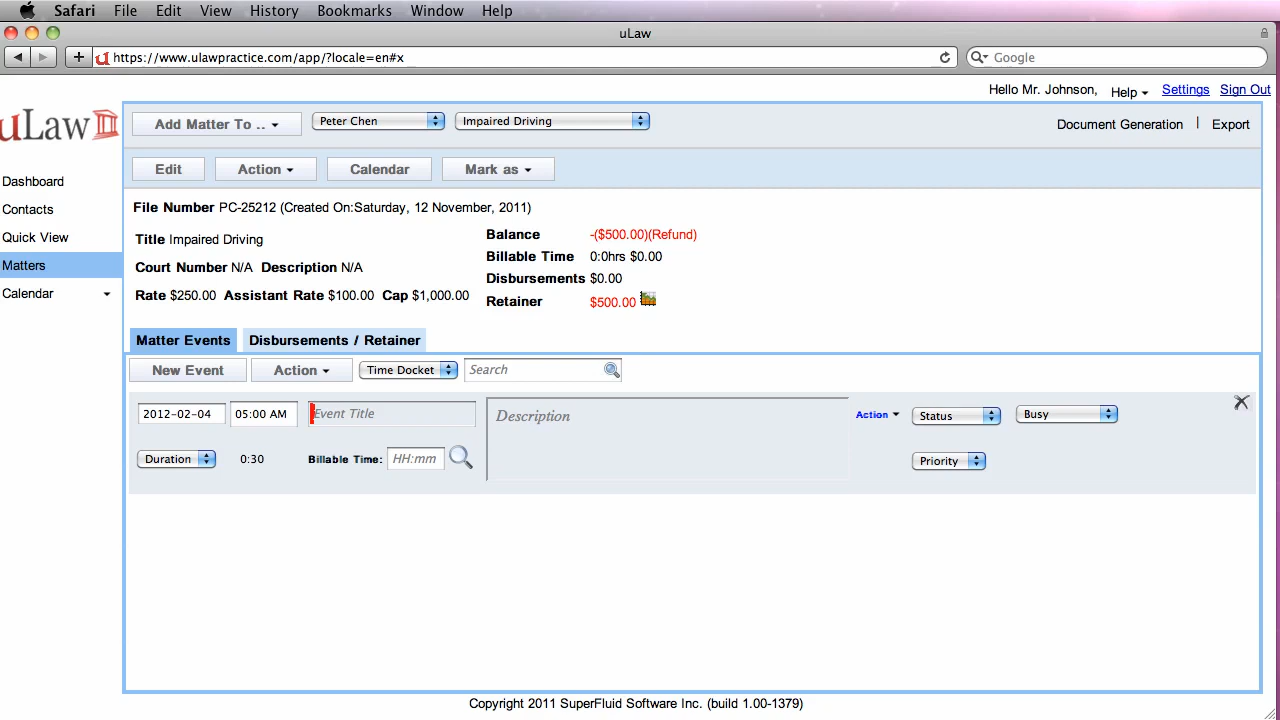 Safari File Edit View History Bookmarks Window Help
uLaw
https://www.ulawpractice.com/app/?locale=en#x
Google
Hello Mr. Johnson, Help Settings Sign Out
uLaw
Add Matter To .. Peter Chen Impaired Driving Document Generation | Export
Edit Action Calendar Mark as
Dashboard
Contacts
Quick View
Matters
Calendar
File Number PC-25212 (Created On:Saturday, 12 November, 2011)
Title Impaired Driving
Court Number N/A Description N/A
Rate $250.00 Assistant Rate $100.00 Cap $1,000.00
Balance -($500.00)(Refund)
Billable Time 0:0hrs $0.00
Disbursements $0.00
Retainer $500.00
Matter Events Disbursements / Retainer
New Event Action Time Docket Search
2012-02-04 05:00 AM Event Title Description Action Status Busy
Duration 0:30 Billable Time: HH:mm Priority
Copyright 2011 SuperFluid Software Inc. (build 1.00-1379)